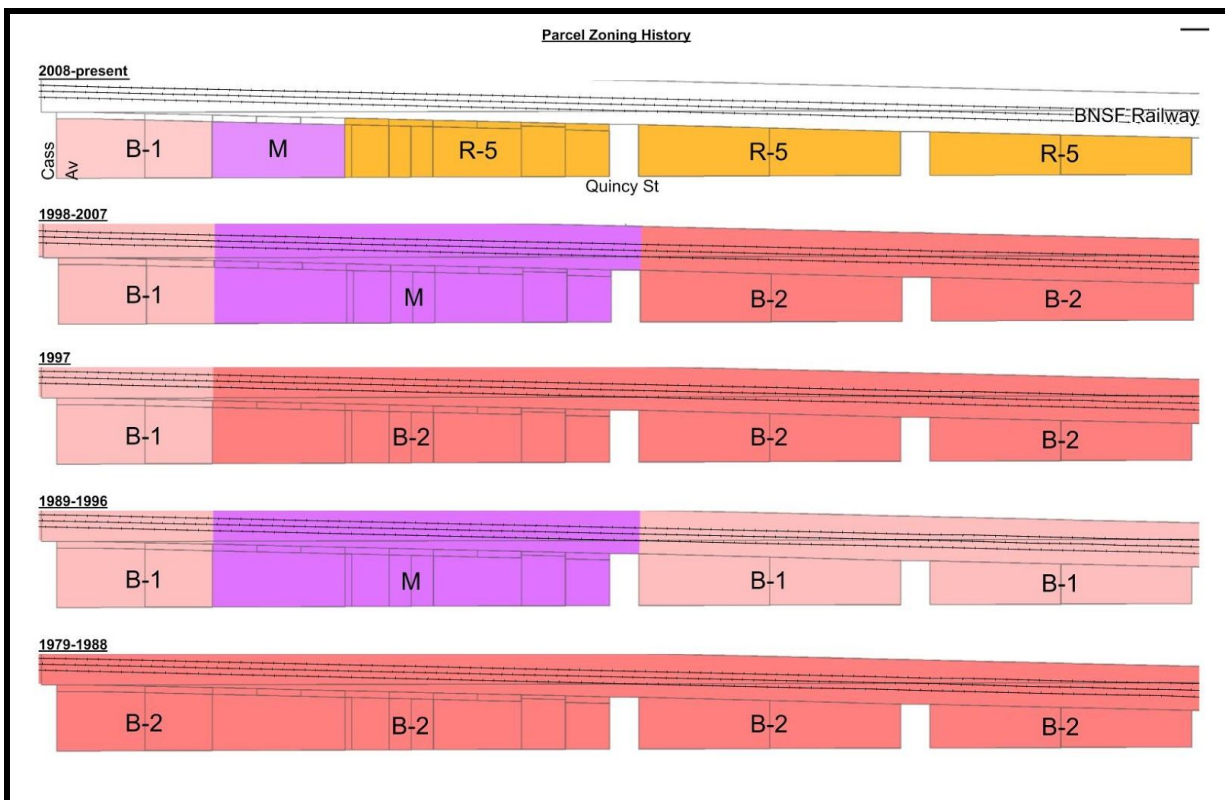 Parcel Zoning History
2008-present
BNSF Railway
Cass Av
B-1 M R-5 R-5 R-5
Quincy St
1998-2007
B-1 M B-2 B-2
1997
B-1 B-2 B-2 B-2
1989-1996
B-1 M B-1 B-1
1979-1988
B-2 B-2 B-2 B-2